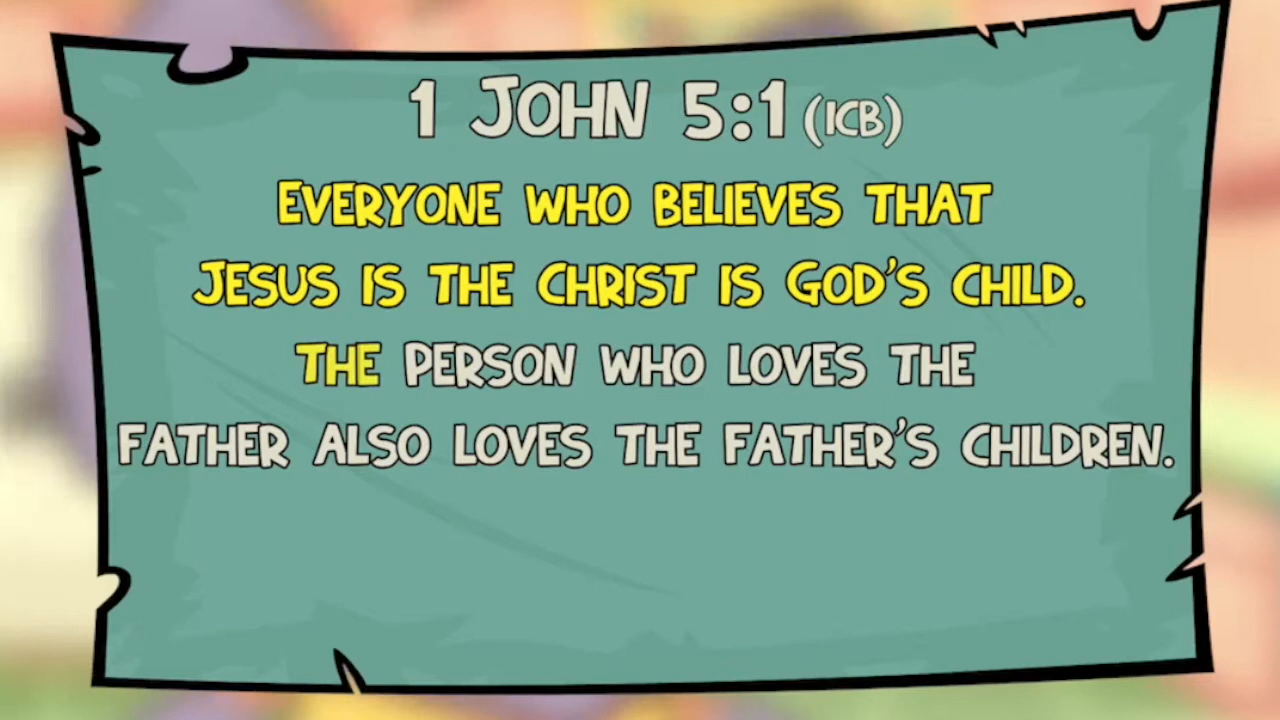 1 JOHN 5:1 (ICB)
EVERYONE WHO BELIEVES THAT
JESUS IS THE CHRIST IS GOD'S CHILD.
THE PERSON WHO LOVES THE
FATHER ALSO LOVES THE FATHER'S CHILDREN.